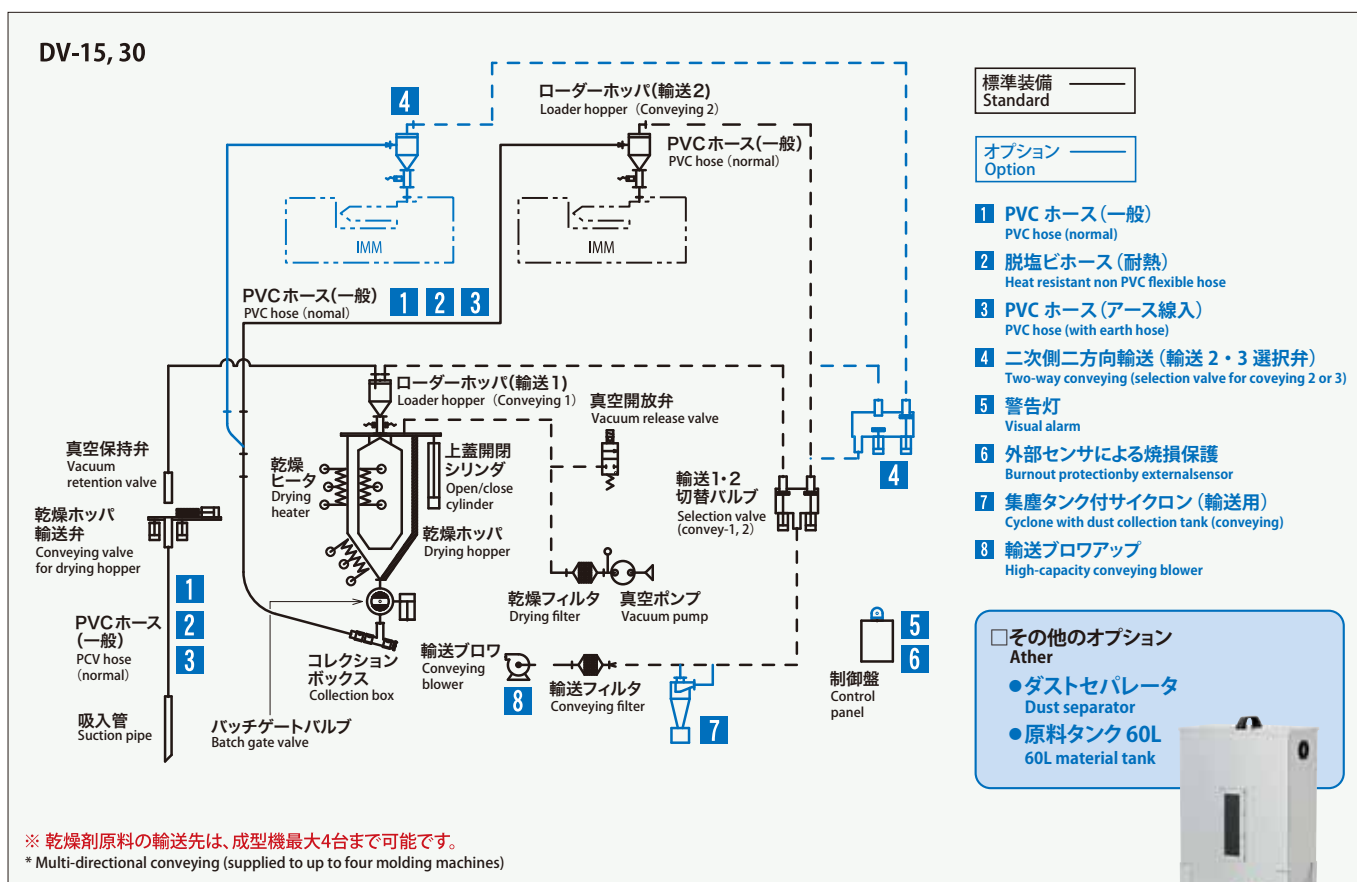 DV-15, 30
4
ローダーホッパ(輸送2)
Loader hopper（Conveying 2）
PVCホース(一般)
PVC hose (normal)
IMM
IMM
PVCホース(一般)
PVC hose（nomal）
1 2 3
ローダーホッパ(輸送1)
Loader hopper（Conveying 1）
真空開放弁
Vacuum release valve
真空保持弁
Vacuum
retention valve
乾燥
ヒータ
Drying
heater
上蓋開閉
シリンダ
Open/close
cylinder
輸送1・2
切替バルブ
Selection valve
(convey-1, 2)
4
乾燥ホッパ
輸送弁
Conveying valve
for drying hopper
乾燥ホッパ
Drying hopper
1
2
3
PVCホース
(一般)
PCV hose
（normal）
乾燥フィルタ
Drying filter
真空ポンプ
Vacuum pump
コレクション
ボックス
Collection box
輸送ブロワ
Conveying
blower
8
輸送フィルタ
Conveying filter
7
5
6
制御盤
Control
panel
吸入管
Suction pipe
バッチゲートバルブ
Batch gate valve
※ 乾燥剤原料の輸送先は、成型機最大4台まで可能です。
* Multi-directional conveying (supplied to up to four molding machines)
標準装備
Standard
オプション
Option
1 PVC ホース（一般）
PVC hose (normal)
2 脱塩ビホース（耐熱）
Heat resistant non PVC flexible hose
3 PVC ホース（アース線入）
PVC hose (with earth hose)
4 二次側二方向輸送（輸送 2・3 選択弁）
Two-way conveying (selection valve for coveying 2 or 3)
5 警告灯
Visual alarm
6 外部センサによる焼損保護
Burnout protectionby externalsensor
7 集塵タンク付サイクロン（輸送用）
Cyclone with dust collection tank (conveying)
8 輸送ブロワアップ
High-capacity conveying blower
□その他のオプション
Ather
●ダストセパレータ
Dust separator
●原料タンク 60L
60L material tank